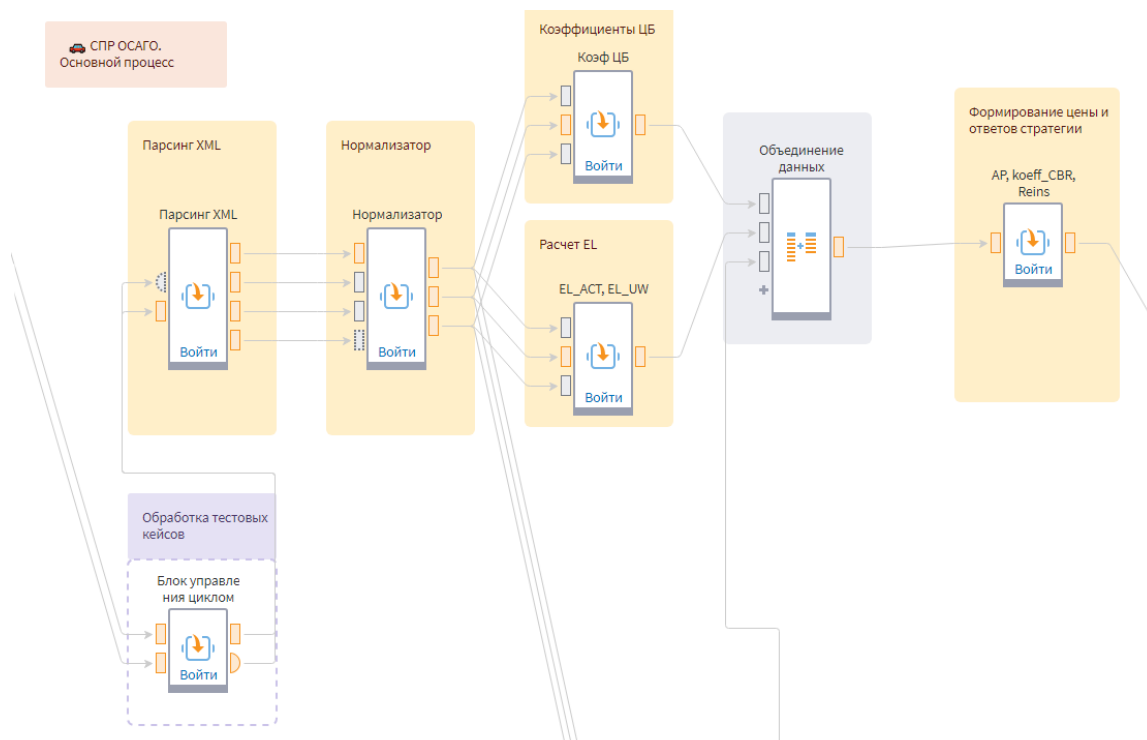 СПР ОСАГО.
Основной процесс
Парсинг XML
Парсинг XML
Войти
Нормализатор
Нормализатор
Войти
Коэффициенты ЦБ
Коэф ЦБ
Войти
Расчет EL
EL_ACT, EL_UW
Войти
Объединение
данных
Формирование цены и
ответов стратегии
AP, koeff_CBR,
Reins
Войти
Обработка тестовых
кейсов
Блок управле
ния циклом
Войти